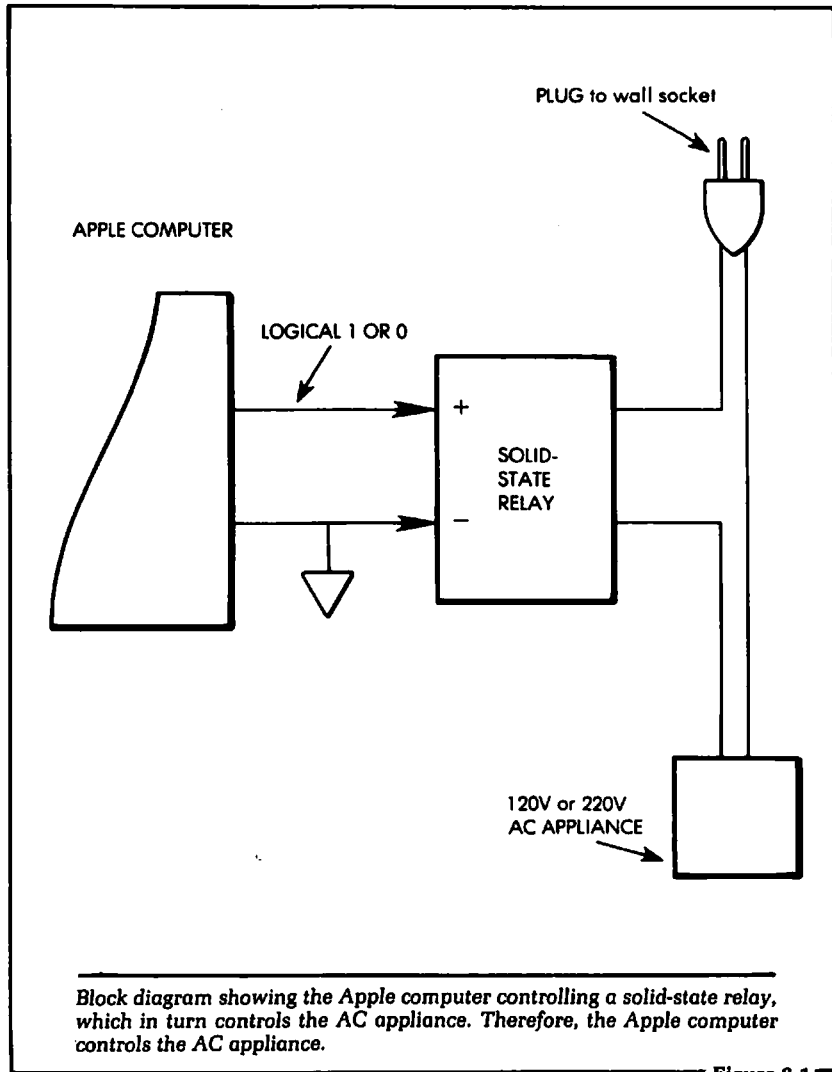 PLUG to wall socket
APPLE COMPUTER
LOGICAL 1 OR 0
+
SOLID-
STATE
RELAY
−
120V or 220V
AC APPLIANCE
Block diagram showing the Apple computer controlling a solid-state relay,
which in turn controls the AC appliance. Therefore, the Apple computer
controls the AC appliance.